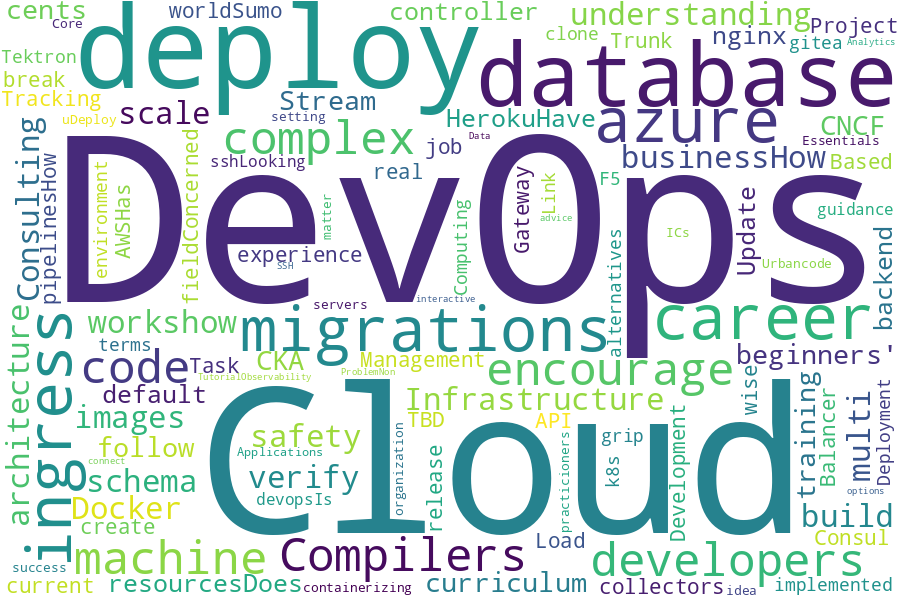 cents
Core
worldSumo
controller
understanding
Project
deploy
clone
Trunk
nginx
gitea
Analytics
Tektron
break
Tracking
uDeploy
scale
Stream
setting
HerokuHave
database
azure
CNCF
Essentials
Consulting
pipelinesHow
environment
AWSHas
fieldConcerned
complex
sshLooking
real
job
Data
businessHow
Based
DevOps
experience
SSH
matter
servers
interactive
Computing
Gateway
Link
advice
F5
alternatives
ICs
Update
Urbancode
guidance
backend
architecture
ingress
workshow
terms
migrations
career
code
Task
CKA
Management
encourage
beginners'
TutorialObservability
ProblemNon
default
images
follow
connect
schema
Docker
create
safety
Applications
verify
devopsIs
Cloud
Infrastructure
TBD
API
organization
release
practicioners
grip
k8s
Development
wise
training
Balancer
multi
Deployment
options
build
Consul
machine
Compilers
Load
developers
success
current
resourcesDoes
containerizing
curriculum
collectors
idea
implemented